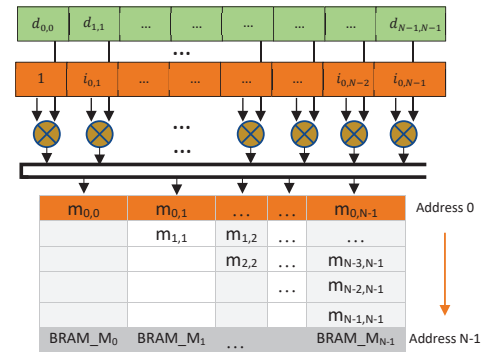 d0,0 d1,1 ... ... ... ... ... dN−1,N−1
...
1 i0,1 ... ... ... ... i0,N−2 i0,N−1
...
...
m0,0 m0,1 ... ... m0,N-1 Address 0
m1,1 m1,2 ... ...
m2,2 ... mN-3,N-1
... mN-2,N-1
mN-1,N-1
BRAM_M0 BRAM_M1 ... BRAM_MN-1 Address N-1